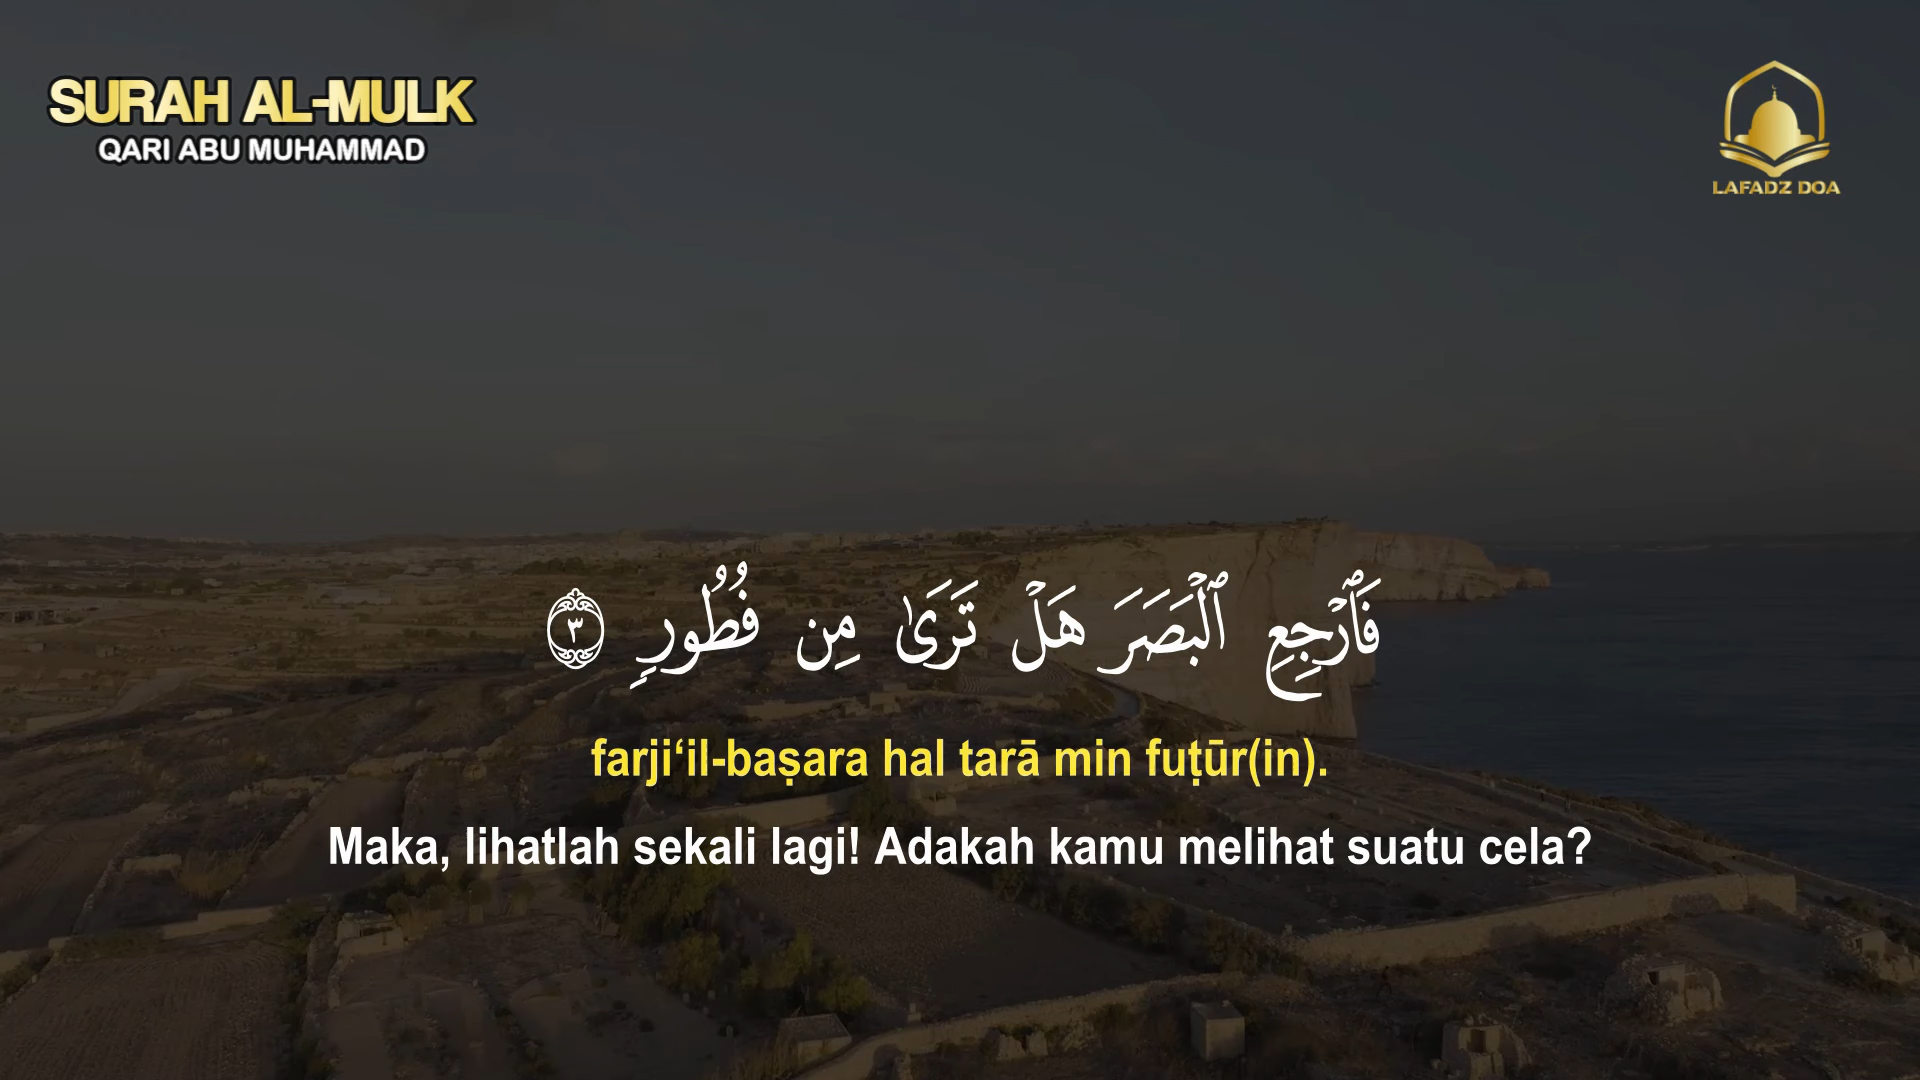 SURAH AL-MULK
QARI ABU MUHAMMAD
LAFADZ DOA
فَٱرْجِعِ ٱلْبَصَرَ هَلْ تَرَىٰ مِن فُطُورٍ ٣
farji‘il-baṣara hal tarā min fuṭūr(in).
Maka, lihatlah sekali lagi! Adakah kamu melihat suatu cela?